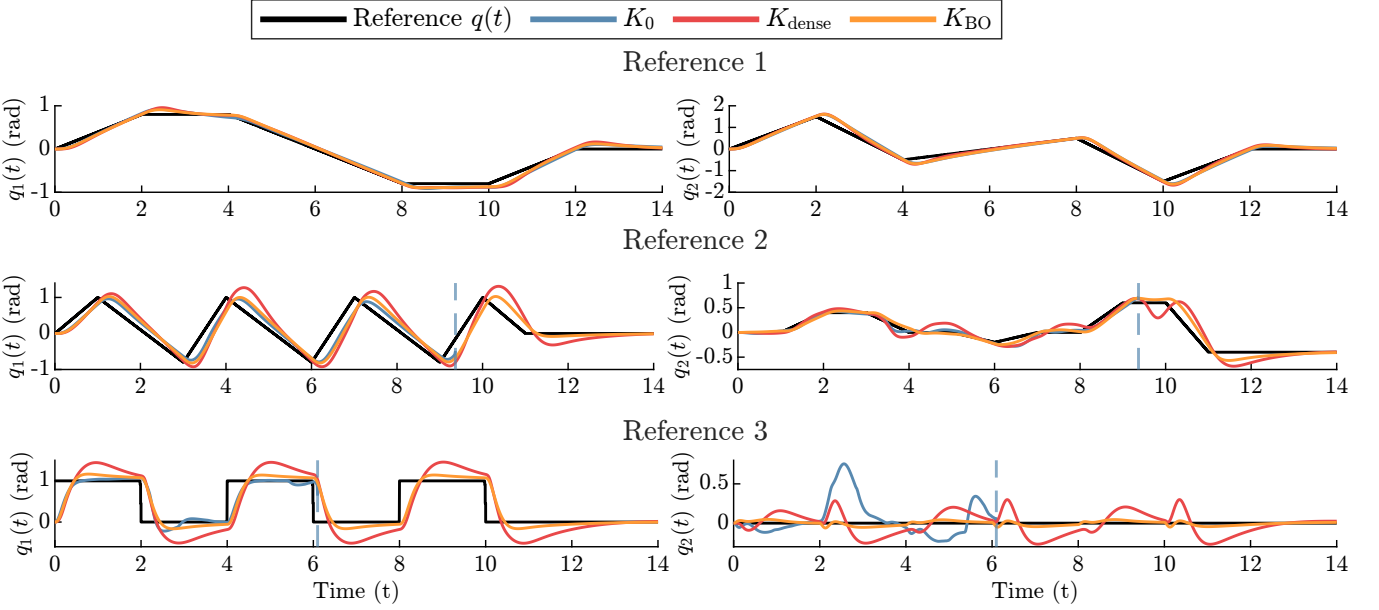 Reference q(t) K₀ K_dense K_BO
Reference 1
q₁(t) (rad)
1
0
-1
0 2 4 6 8 10 12 14
q₂(t) (rad)
2
1
0
-1
-2
0 2 4 6 8 10 12 14
Reference 2
q₁(t) (rad)
1
0
-1
0 2 4 6 8 10 12 14
q₂(t) (rad)
1
0.5
0
-0.5
0 2 4 6 8 10 12 14
Reference 3
q₁(t) (rad)
1
0
0 2 4 6 8 10 12 14
Time (t)
q₂(t) (rad)
0.5
0
0 2 4 6 8 10 12 14
Time (t)